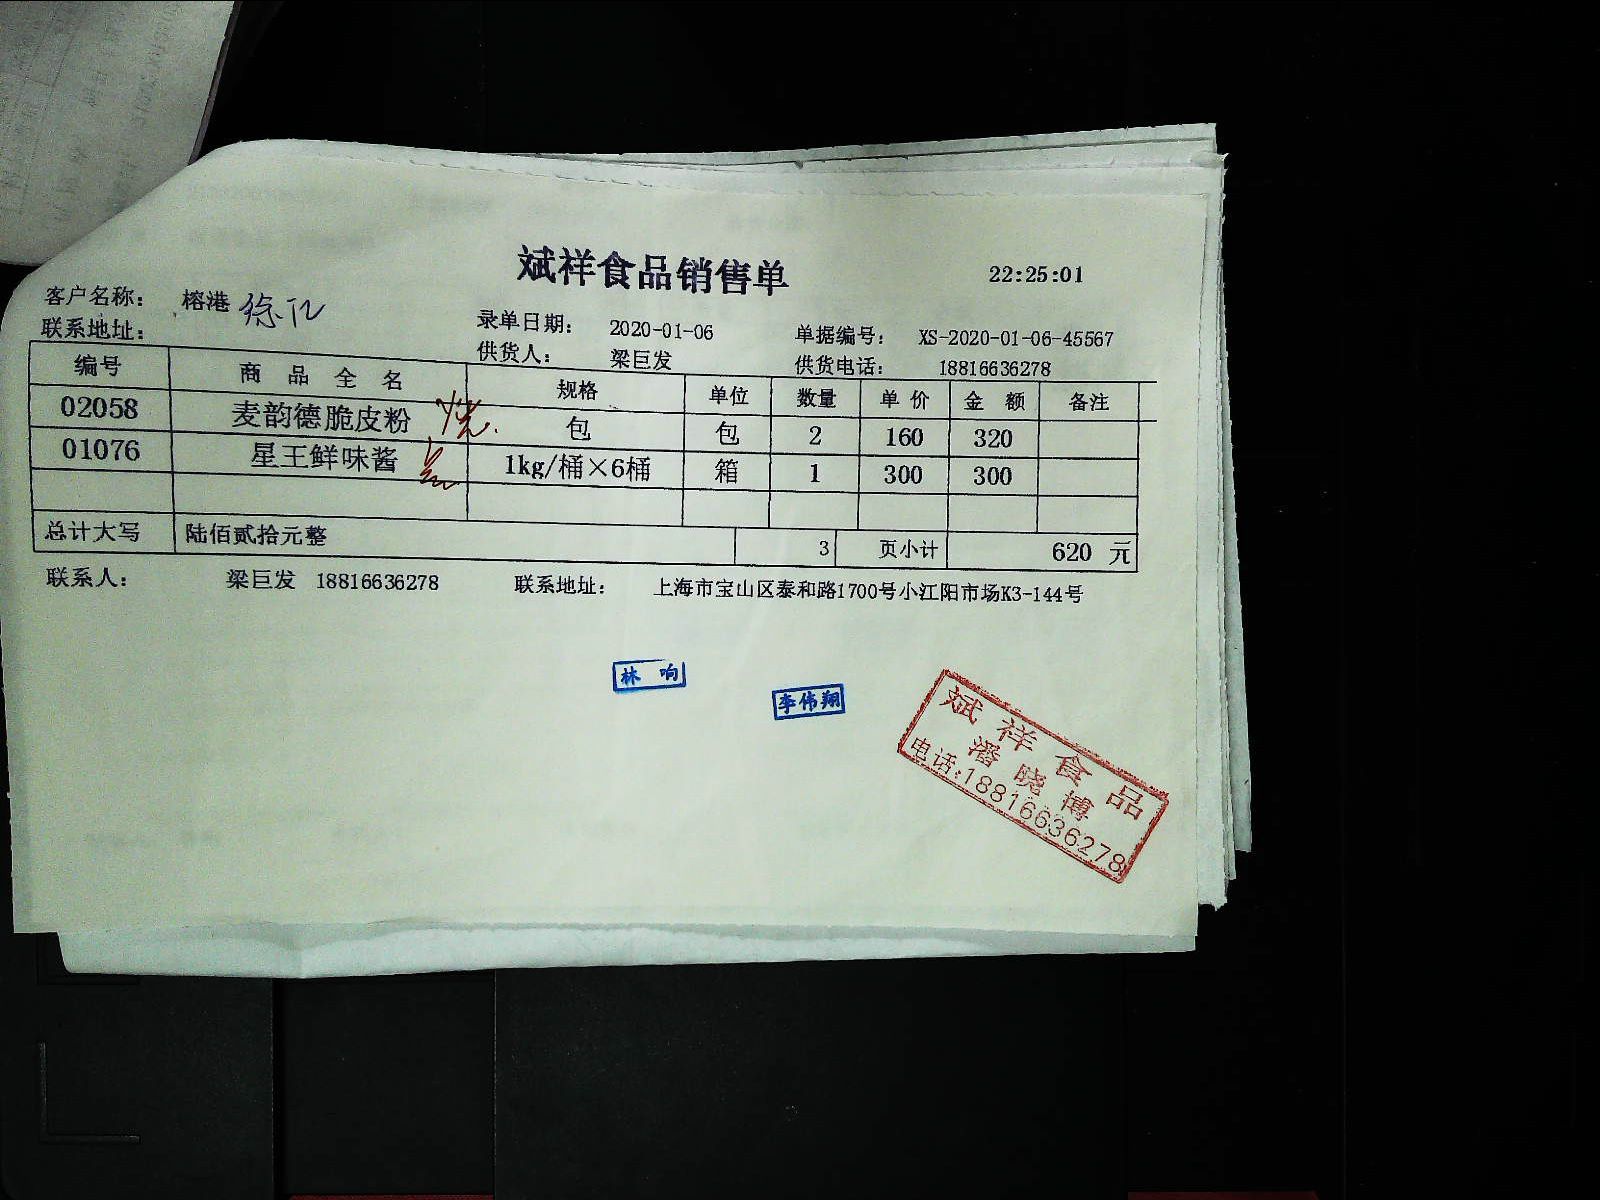 斌祥食品销售单
22:25:01
客户名称： 榕港 徐汇
录单日期： 2020-01-06 单据编号： XS-2020-01-06-45567
联系地址： 供货人： 梁巨发 供货电话： 18816636278
编号 商品全名 规格 单位 数量 单价 金额 备注
02058 麦韵德脆皮粉 包 包 2 160 320
01076 星王鲜味酱 1kg/桶×6桶 箱 1 300 300
总计大写 陆佰贰拾元整 3 页小计 620 元
联系人： 梁巨发 18816636278 联系地址： 上海市宝山区泰和路1700号小江阳市场K3-144号
林响
李伟翔
斌祥食品
潘晓博
电话:18816636278